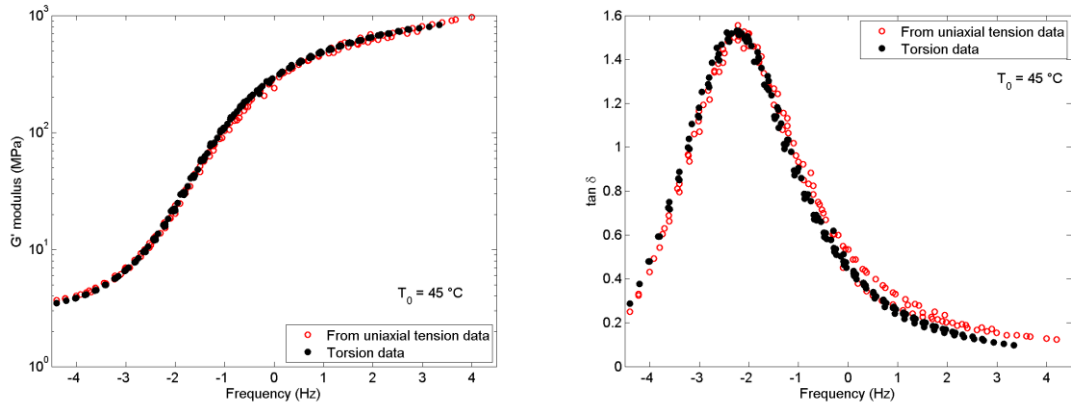 10³
10²
10¹
10⁰
G' modulus (MPa)
-4 -3 -2 -1 0 1 2 3 4
Frequency (Hz)
T₀ = 45 °C
From uniaxial tension data
Torsion data
1.6
1.4
1.2
1
0.8
0.6
0.4
0.2
0
tan δ
-4 -3 -2 -1 0 1 2 3 4
Frequency (Hz)
From uniaxial tension data
Torsion data
T₀ = 45 °C